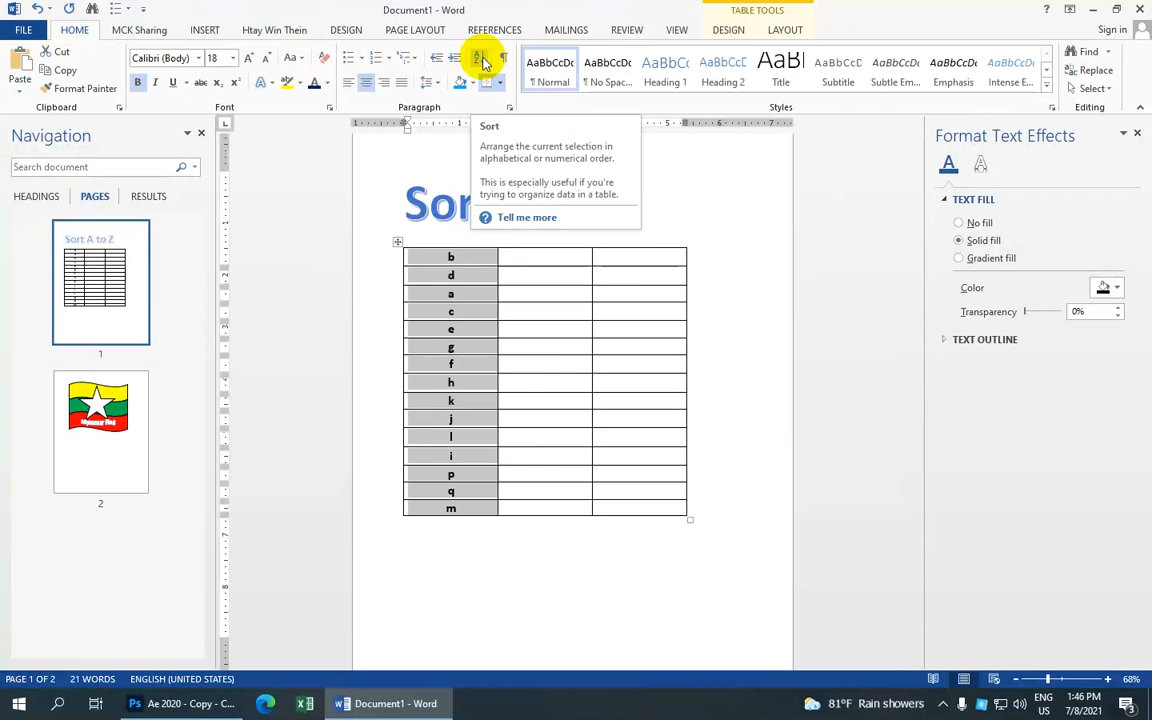 Document1 - Word
TABLE TOOLS
Sign in
FILE HOME MCK Sharing INSERT Htay Win Thein DESIGN PAGE LAYOUT REFERENCES MAILINGS REVIEW VIEW DESIGN LAYOUT
Paste
Cut
Copy
Format Painter
Clipboard
Calibri (Body) 18
Font
Paragraph
AaBbCcDc AaBbCcDc AaBbCc AaBbCcD AaBl AaBbCcD AaBbCcDc AaBbCcDc AaBbCcDc
¶ Normal ¶ No Spac... Heading 1 Heading 2 Title Subtitle Subtle Em... Emphasis Intense E...
Styles
Find
Replace
Select
Editing
Navigation
Search document
HEADINGS PAGES RESULTS
Sort A to Z
1
Myanmar Flag
2
Sort
Arrange the current selection in
alphabetical or numerical order.
This is especially useful if you're
trying to organize data in a table.
Tell me more
Sor
b
d
a
c
e
g
f
h
k
j
l
i
p
q
m
Format Text Effects
TEXT FILL
No fill
Solid fill
Gradient fill
Color
Transparency 0%
TEXT OUTLINE
PAGE 1 OF 2 21 WORDS ENGLISH (UNITED STATES)
68%
Ae 2020 - Copy - C...
Document1 - Word
81°F Rain showers
ENG
US
1:46 PM
7/8/2021
3